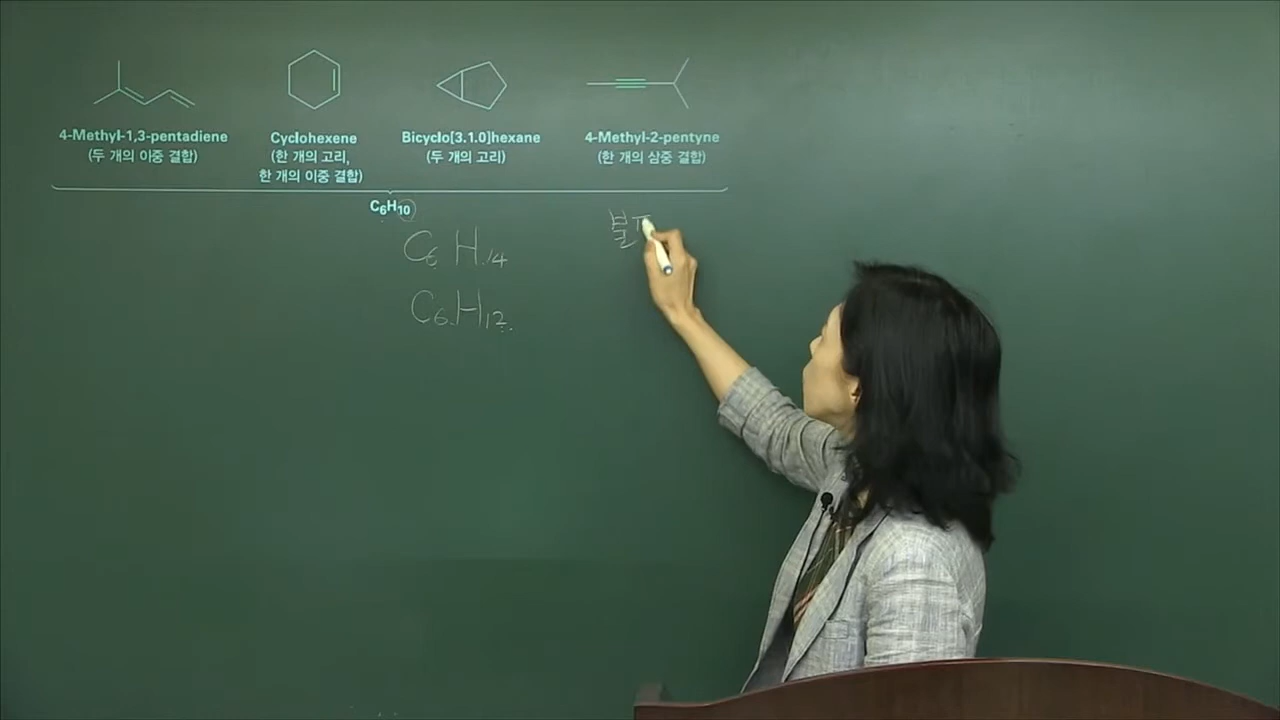 4-Methyl-1,3-pentadiene
(두 개의 이중 결합)
Cyclohexene
(한 개의 고리,
한 개의 이중 결합)
Bicyclo[3.1.0]hexane
(두 개의 고리)
4-Methyl-2-pentyne
(한 개의 삼중 결합)
C₆H₁₀
C₆H₁₄
C₆H₁₂